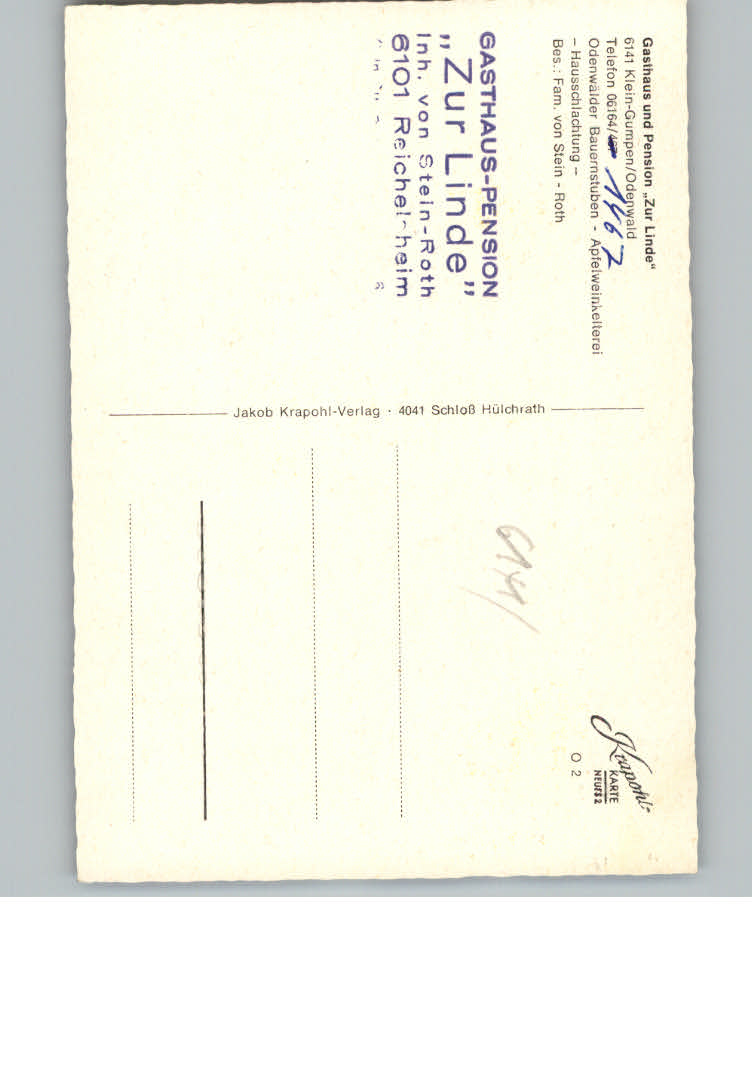 Gasthaus und Pension „Zur Linde“
6141 Klein-Gumpen/Odenwald
Telefon 06164/ 1467
Odenwälder Bauernstuben - Apfelweinkelterei
– Hausschlachtung –
Bes.: Fam. von Stein - Roth
GASTHAUS-PENSION
„Zur Linde”
Inh. von Stein-Roth
6101
Jakob Krapohl-Verlag · 4041 Schloß Hülchrath
Krapohl-
KARTE
NEUSS 2
O 2